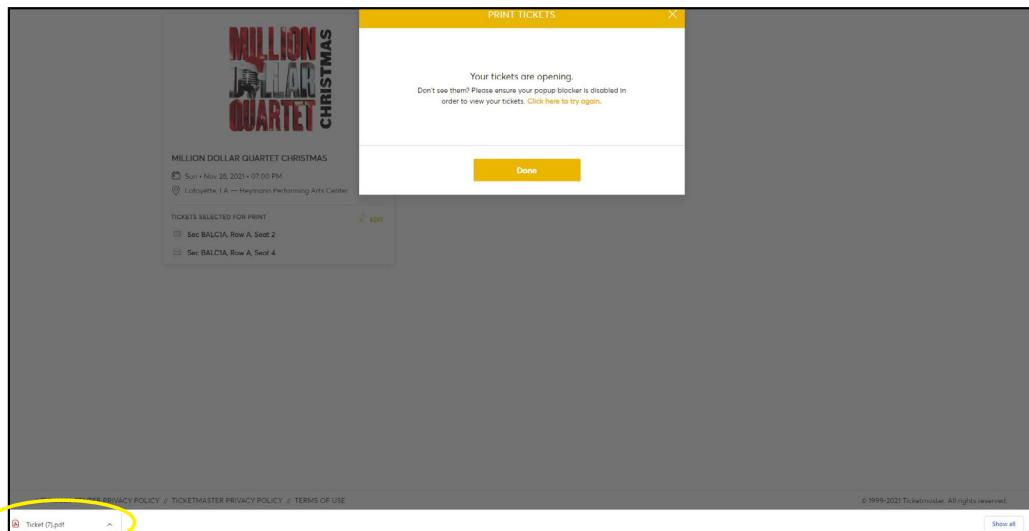 PRINT TICKETS
MILLION
DOLLAR
QUARTET
CHRISTMAS
Your tickets are opening.
Don't see them? Please ensure your popup blocker is disabled in
order to view your tickets. Click here to try again.
Done
MILLION DOLLAR QUARTET CHRISTMAS
Sun • Nov 28, 2021 • 07:00 PM
Lafayette, LA — Heymann Performing Arts Center
TICKETS SELECTED FOR PRINT
EDIT
Sec BALC1A, Row A, Seat 2
Sec BALC1A, Row A, Seat 4
PRIVACY POLICY // TICKETMASTER PRIVACY POLICY // TERMS OF USE
© 1999-2021 Ticketmaster. All rights reserved.
Ticket (7).pdf
Show all